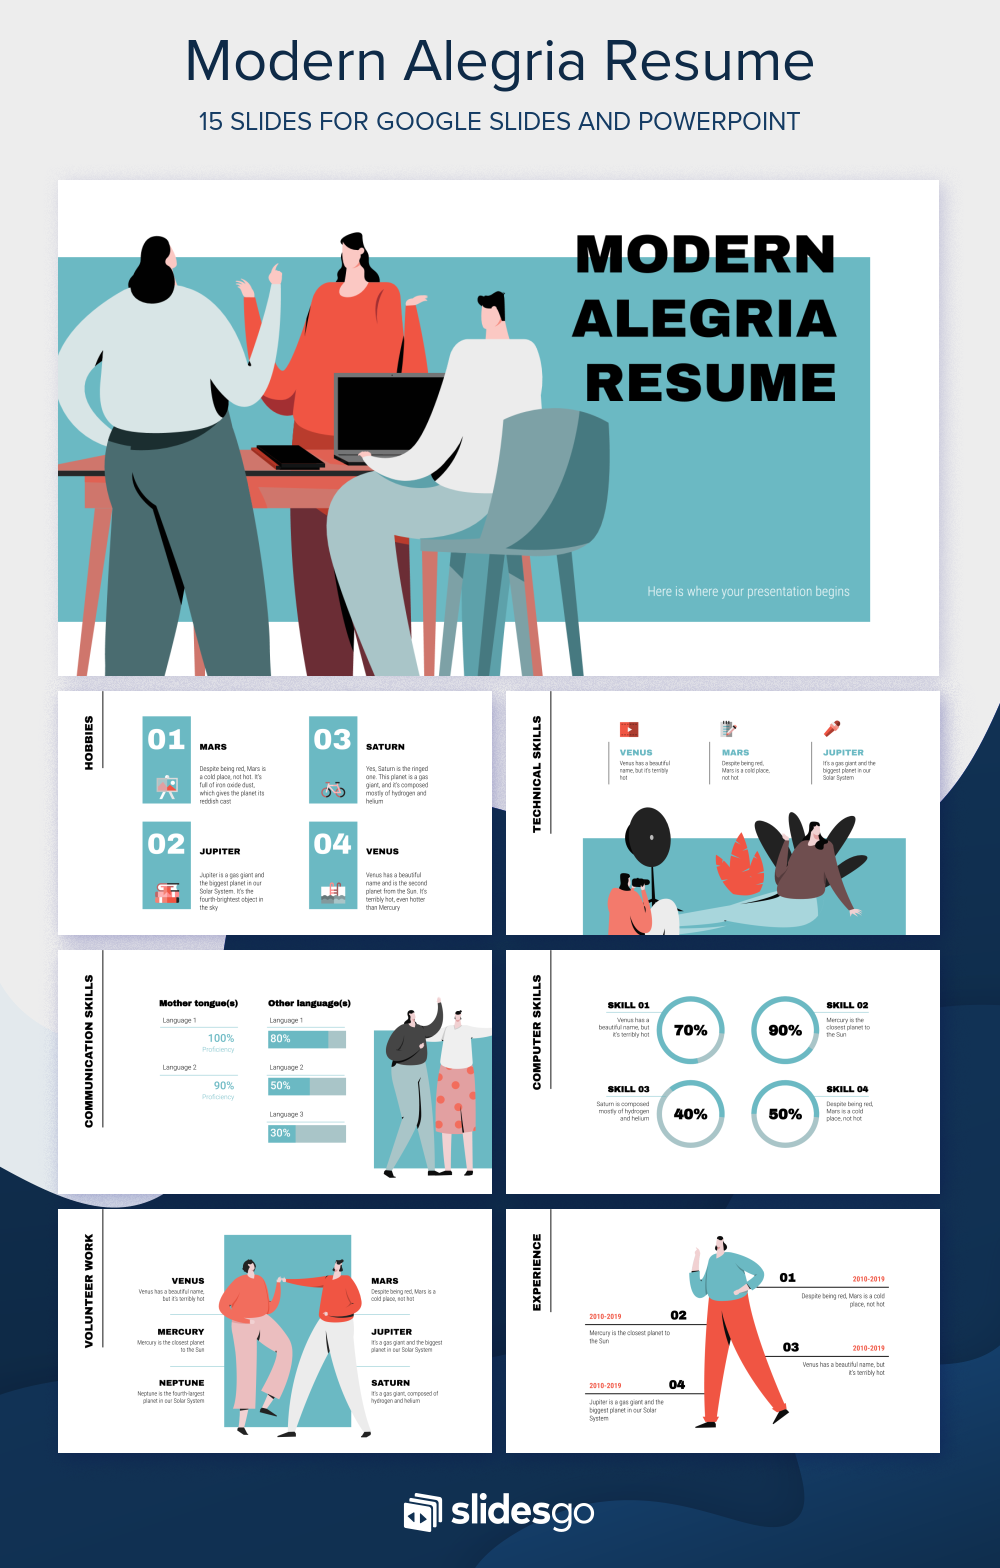 Modern Alegria Resume
15 SLIDES FOR GOOGLE SLIDES AND POWERPOINT
MODERN
ALEGRIA
RESUME
Here is where your presentation begins
HOBBIES
01
MARS
Despite being red, Mars is
a cold place, not hot. It's
full of iron oxide dust,
which gives the planet its
reddish cast
03
SATURN
Yes, Saturn is the ringed
one. This planet is a gas
giant, and it's composed
mostly of hydrogen and
helium
02
JUPITER
Jupiter is a gas giant and
the biggest planet in our
Solar System. It's the
fourth-brightest object in
the sky
04
VENUS
Venus has a beautiful
name and is the second
planet from the Sun. It's
terribly hot, even hotter
than Mercury
TECHNICAL SKILLS
VENUS
Venus has a beautiful
name, but it's terribly
hot
MARS
Despite being red,
Mars is a cold place,
not hot
JUPITER
It's a gas giant and the
biggest planet in our
Solar System
COMMUNICATION SKILLS
Mother tongue(s)
Language 1
100%
Proficiency
Language 2
90%
Proficiency
Other language(s)
Language 1
80%
Language 2
50%
Language 3
30%
COMPUTER SKILLS
SKILL 01
Venus has a
beautiful name, but
it's terribly hot
70%
90%
SKILL 02
Mercury is the
closest planet to
the Sun
SKILL 03
Saturn is composed
mostly of hydrogen
and helium
40%
50%
SKILL 04
Despite being red,
Mars is a cold
place, not hot
VOLUNTEER WORK
VENUS
Venus has a beautiful name,
but it's terribly hot
MARS
Despite being red, Mars is a
cold place, not hot
MERCURY
Mercury is the closest planet
to the Sun
JUPITER
It's a gas giant and the biggest
planet in our Solar System
NEPTUNE
Neptune is the fourth-largest
planet in our Solar System
SATURN
It's a gas giant, composed of
hydrogen and helium
EXPERIENCE
01
2010-2019
Despite being red, Mars is a cold
place, not hot
2010-2019
02
Mercury is the closest planet to
the Sun
03
2010-2019
Venus has a beautiful name, but
it's terribly hot
2010-2019
04
Jupiter is a gas giant and the
biggest planet in our Solar
System
slidesgo